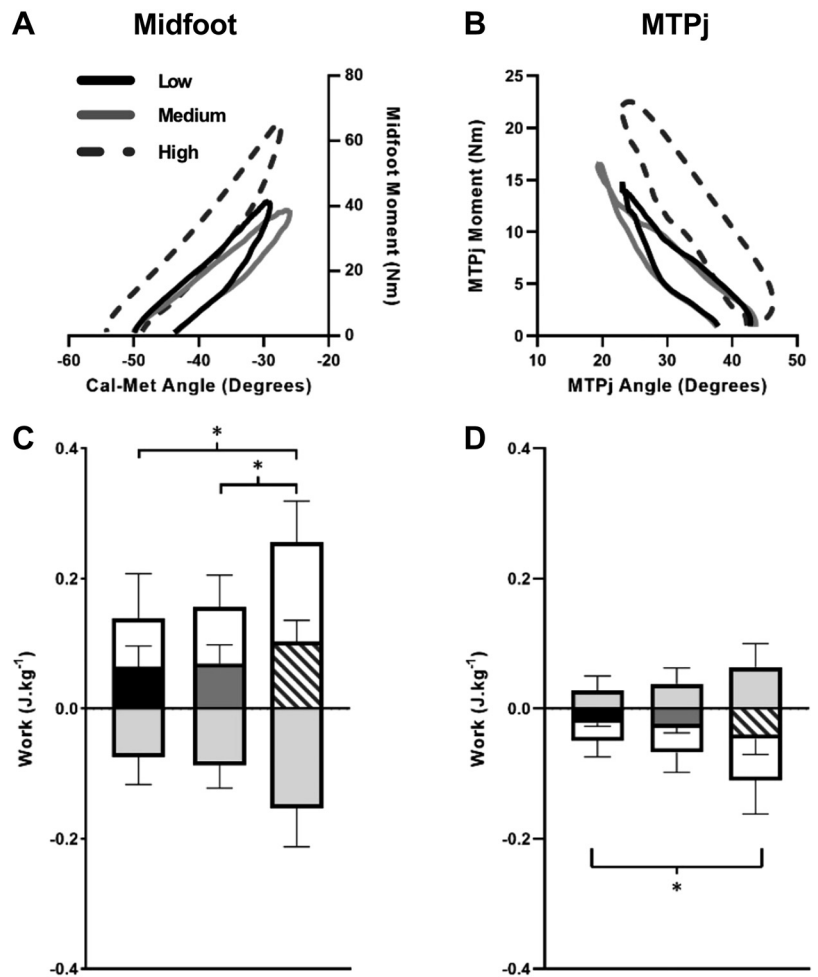 A Midfoot
B MTPj
Low
Medium
High
80
60
40
20
0
Midfoot Moment (Nm)
-60 -50 -40 -30 -20
Cal-Met Angle (Degrees)
25
20
15
10
5
0
MTPj Moment (Nm)
10 20 30 40 50
MTPj Angle (Degrees)
C
0.4
0.2
0.0
-0.2
-0.4
Work (J.kg⁻¹)
*
*
D
0.4
0.2
0.0
-0.2
-0.4
Work (J.kg⁻¹)
*